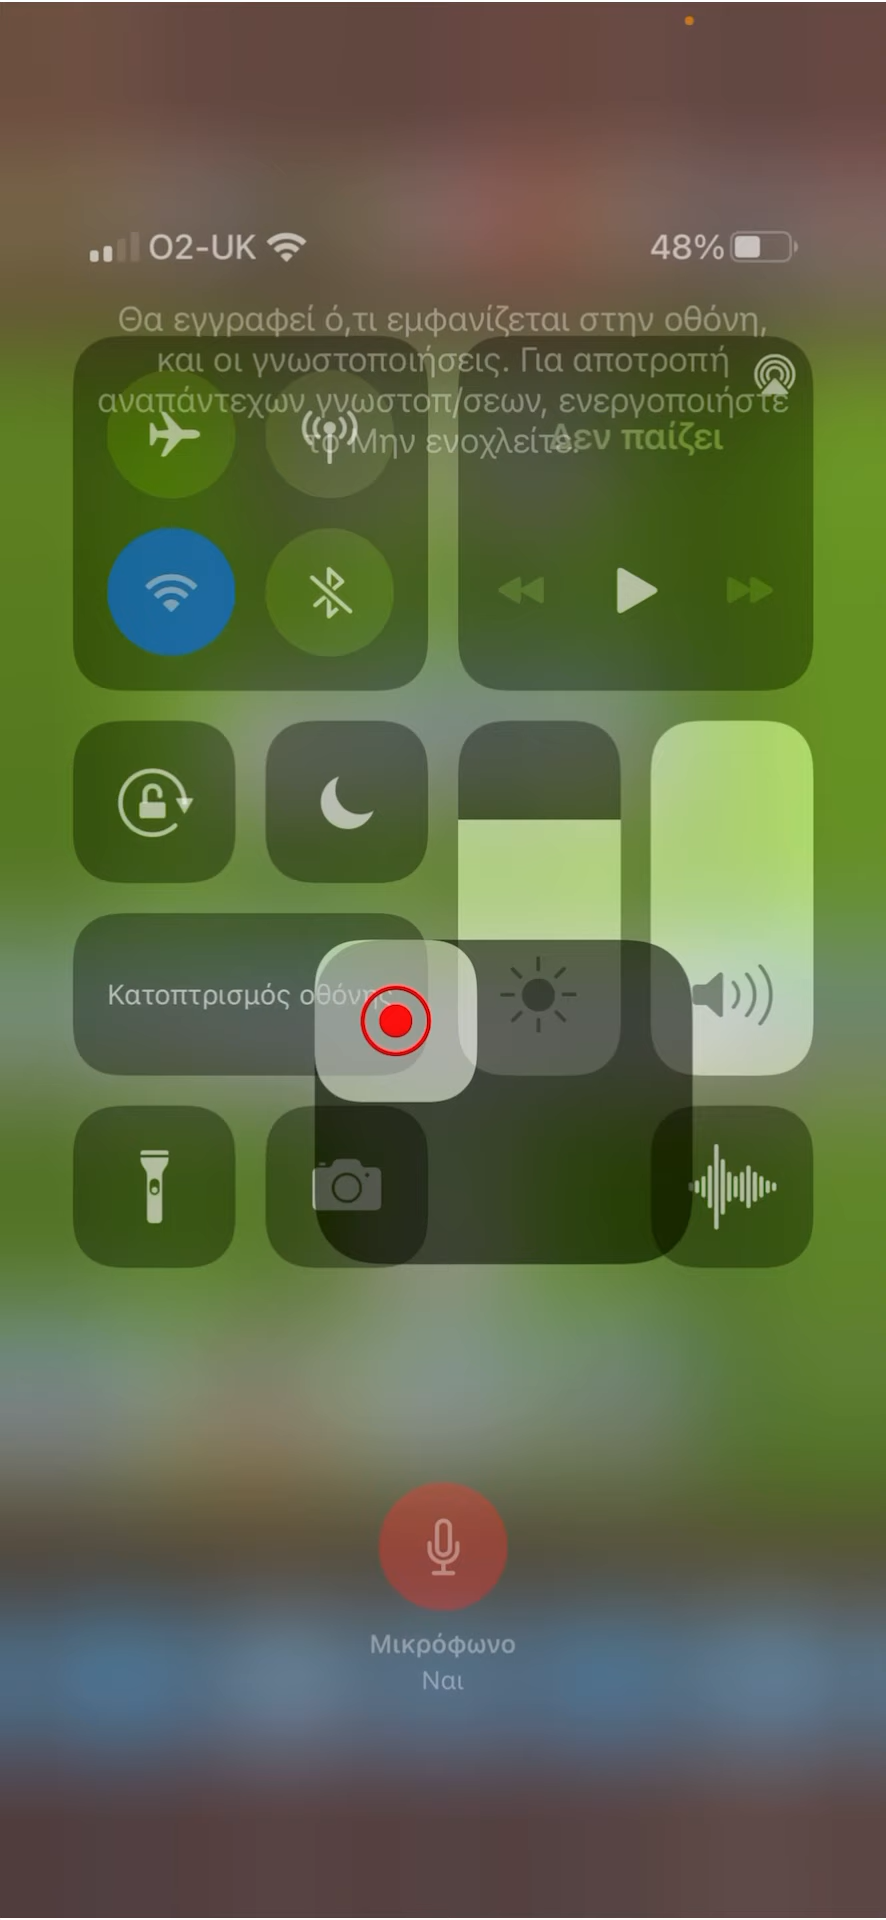 O2-UK
48%
Θα εγγραφεί ό,τι εμφανίζεται στην οθόνη,
και οι γνωστοποιήσεις. Για αποτροπή
αναπάντεχων γνωστοπ/σεων, ενεργοποιήστε
το Μην ενοχλείτε.
Δεν παίζει
Κατοπτρισμός οθόνης
Μικρόφωνο
Ναι